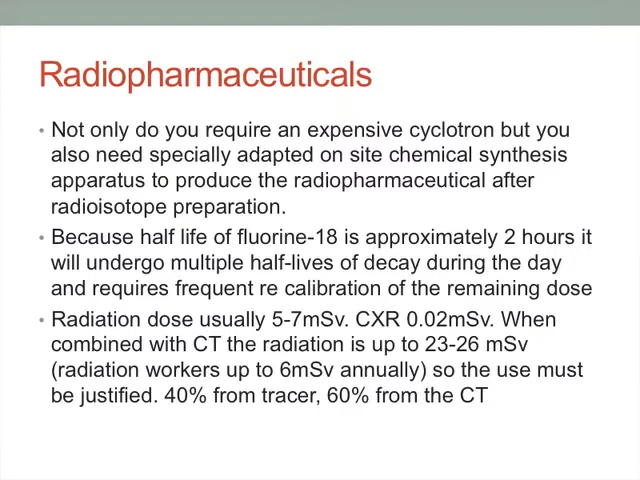 Radiopharmaceuticals
• Not only do you require an expensive cyclotron but you
also need specially adapted on site chemical synthesis
apparatus to produce the radiopharmaceutical after
radioisotope preparation.
• Because half life of fluorine-18 is approximately 2 hours it
will undergo multiple half-lives of decay during the day
and requires frequent re calibration of the remaining dose
• Radiation dose usually 5-7mSv. CXR 0.02mSv. When
combined with CT the radiation is up to 23-26 mSv
(radiation workers up to 6mSv annually) so the use must
be justified. 40% from tracer, 60% from the CT